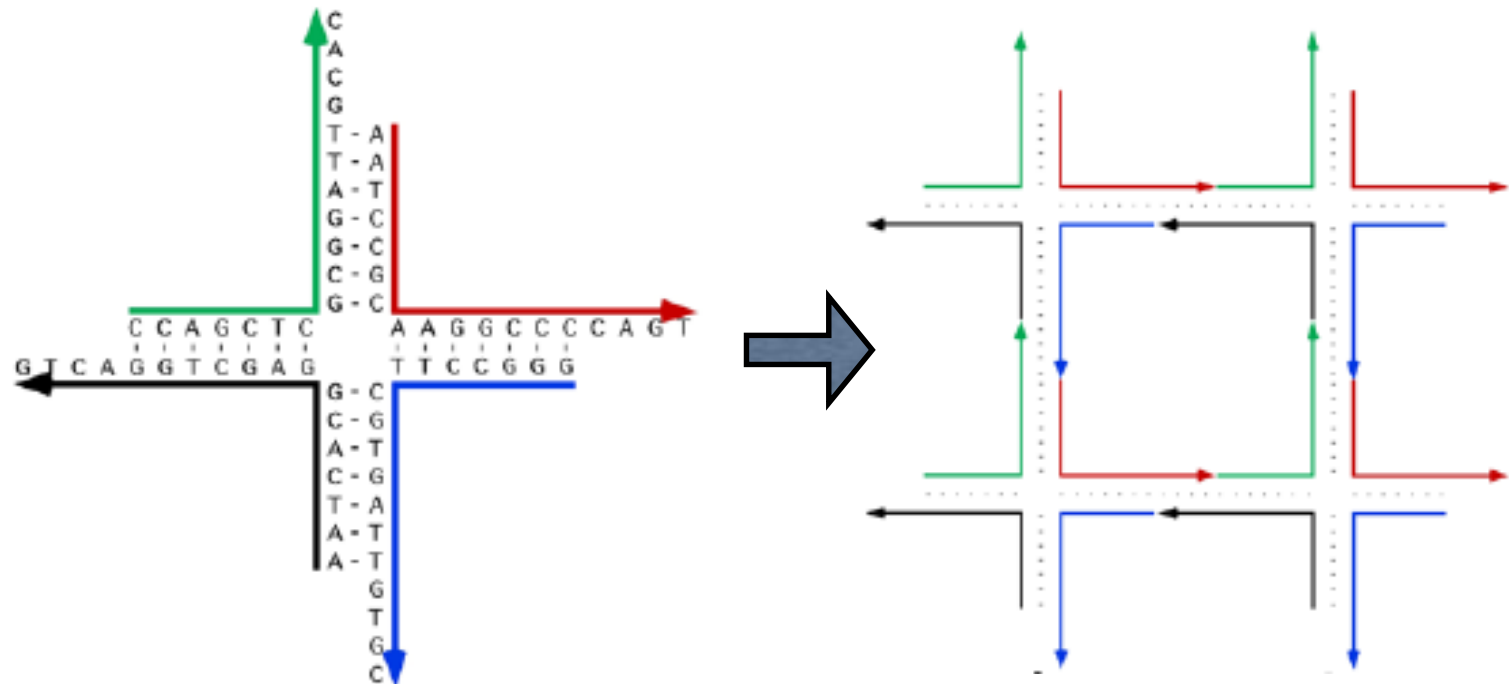 C
A
C
G
T - A
T - A
A - T
G - C
G - C
C - G
G - C
C C A G C T C A A G G C C C C A G T
G T C A G G T C G A G T T C C G G G
G - C
C - G
A - T
C - G
T - A
A - T
A - T
G
T
G
C